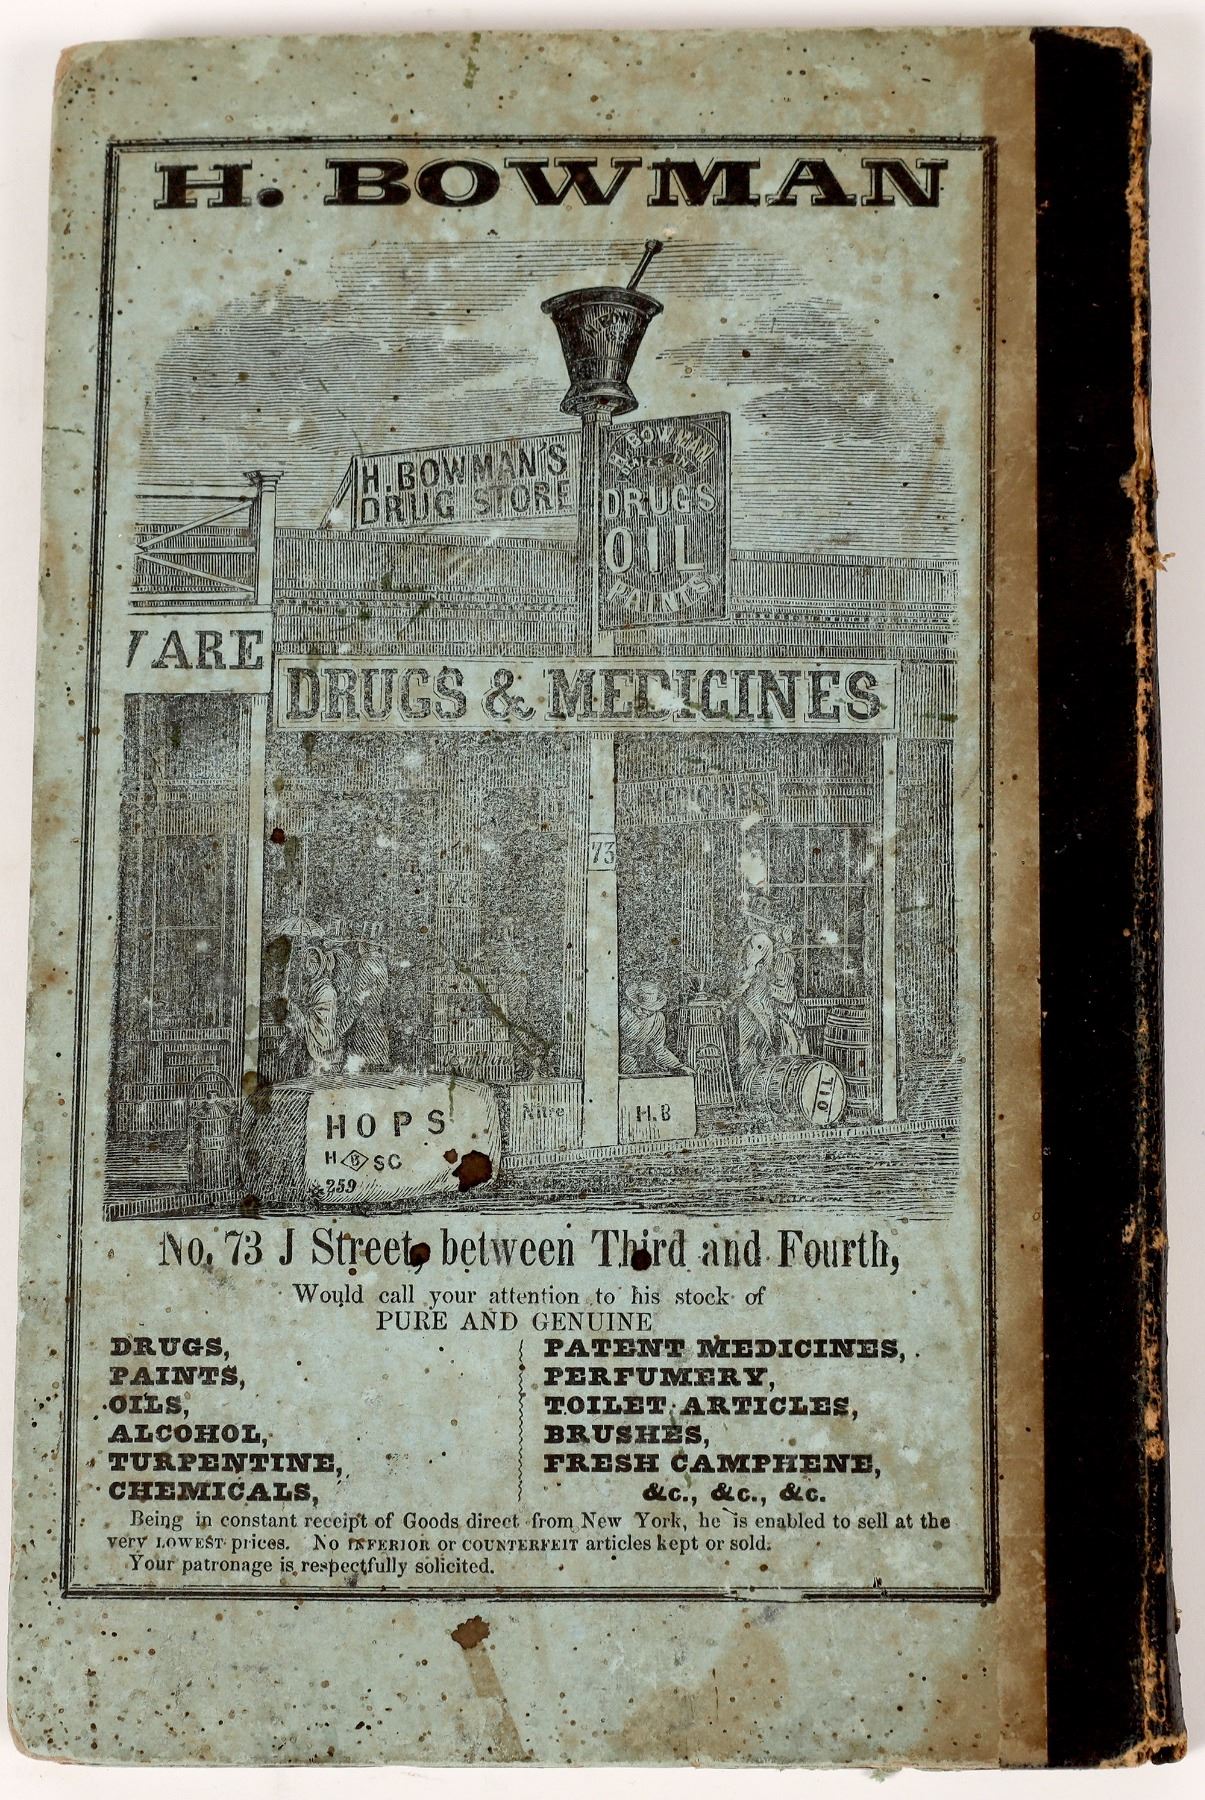 H. BOWMAN
H. BOWMAN'S
DRUG STORE
BOWMAN
DRUGS
OIL
PAINTS
ARE
DRUGS & MEDICINES
MEDICINES
73
OIL
Nitre
H.B
HOPS
H B SC
259
No. 73 J Street, between Third and Fourth,
Would call your attention to his stock of
PURE AND GENUINE
DRUGS,
PAINTS,
OILS,
ALCOHOL,
TURPENTINE,
CHEMICALS,
PATENT MEDICINES,
PERFUMERY,
TOILET ARTICLES,
BRUSHES,
FRESH CAMPHENE,
&c., &c., &c.
Being in constant receipt of Goods direct from New York, he is enabled to sell at the
very LOWEST prices. No INFERIOR or COUNTERFEIT articles kept or sold.
Your patronage is respectfully solicited.